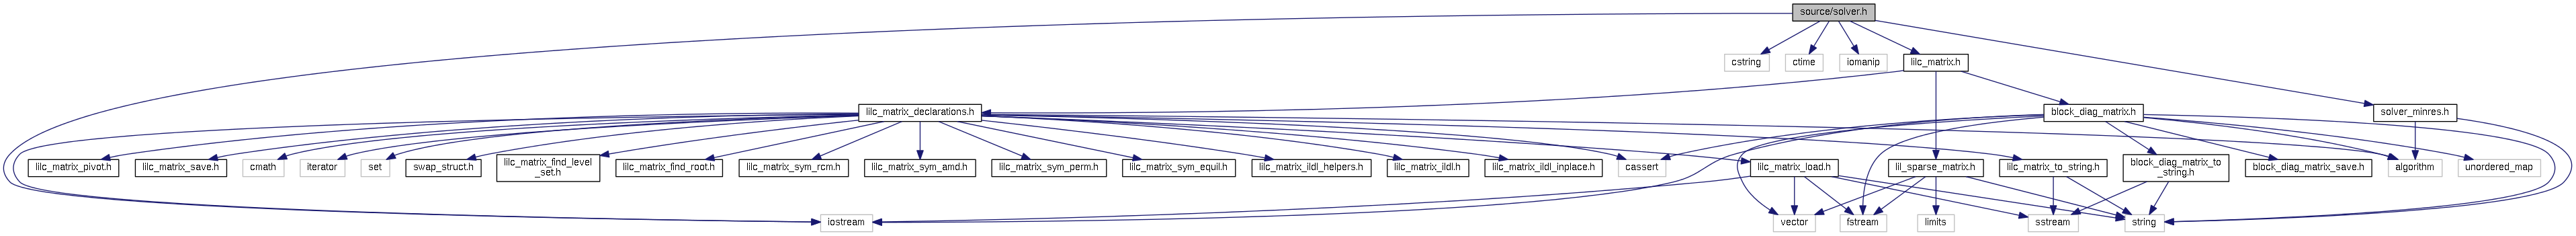 source/solver.h
cstring
ctime
iomanip
lilc_matrix.h
lilc_matrix_declarations.h
block_diag_matrix.h
solver_minres.h
lilc_matrix_pivot.h
lilc_matrix_save.h
cmath
iterator
set
swap_struct.h
lilc_matrix_find_level
_set.h
lilc_matrix_find_root.h
lilc_matrix_sym_rcm.h
lilc_matrix_sym_amd.h
lilc_matrix_sym_perm.h
lilc_matrix_sym_equil.h
lilc_matrix_ildl_helpers.h
lilc_matrix_ildl.h
lilc_matrix_ildl_inplace.h
cassert
lilc_matrix_load.h
lil_sparse_matrix.h
lilc_matrix_to_string.h
block_diag_matrix_to
_string.h
block_diag_matrix_save.h
algorithm
unordered_map
iostream
vector
fstream
limits
sstream
string